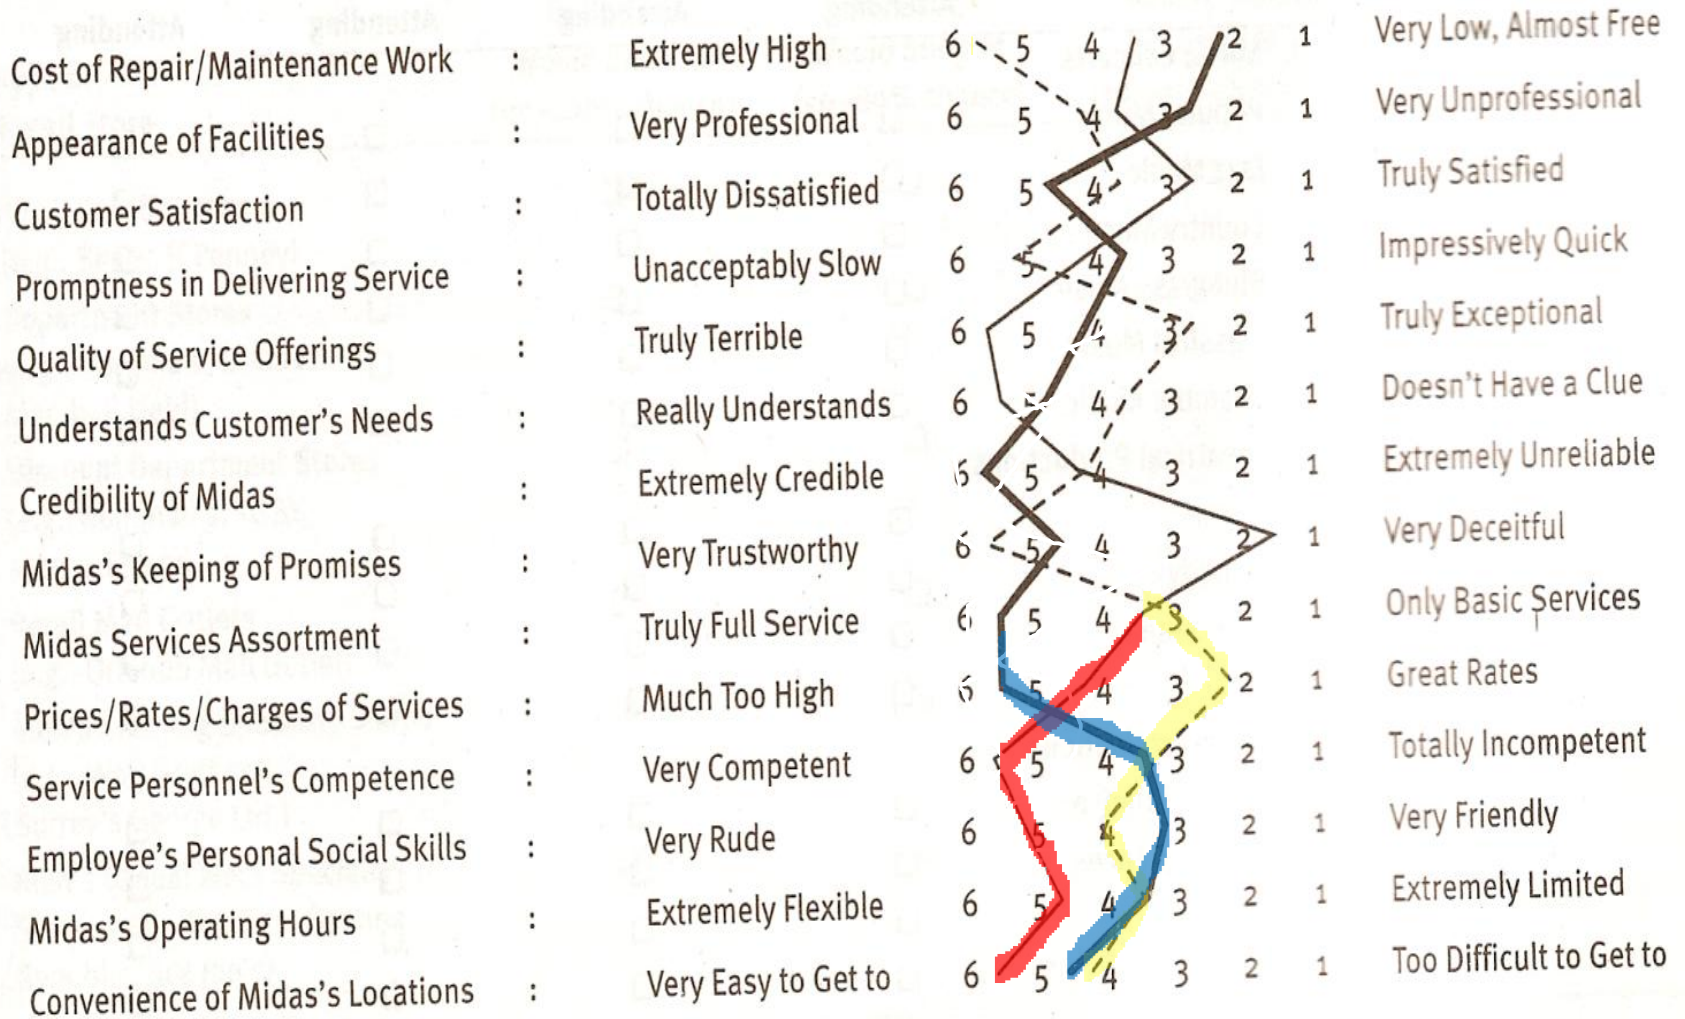 Cost of Repair/Maintenance Work : Extremely High 6 5 4 3 2 1 Very Low, Almost Free
Appearance of Facilities : Very Professional 6 5 4 3 2 1 Very Unprofessional
Customer Satisfaction : Totally Dissatisfied 6 5 4 3 2 1 Truly Satisfied
Promptness in Delivering Service : Unacceptably Slow 6 5 4 3 2 1 Impressively Quick
Quality of Service Offerings : Truly Terrible 6 5 4 3 2 1 Truly Exceptional
Understands Customer's Needs : Really Understands 6 5 4 3 2 1 Doesn't Have a Clue
Credibility of Midas : Extremely Credible 6 5 4 3 2 1 Extremely Unreliable
Midas's Keeping of Promises : Very Trustworthy 6 5 4 3 2 1 Very Deceitful
Midas Services Assortment : Truly Full Service 6 5 4 3 2 1 Only Basic Services
Prices/Rates/Charges of Services : Much Too High 6 5 4 3 2 1 Great Rates
Service Personnel's Competence : Very Competent 6 5 4 3 2 1 Totally Incompetent
Employee's Personal Social Skills : Very Rude 6 5 4 3 2 1 Very Friendly
Midas's Operating Hours : Extremely Flexible 6 5 4 3 2 1 Extremely Limited
Convenience of Midas's Locations : Very Easy to Get to 6 5 4 3 2 1 Too Difficult to Get to